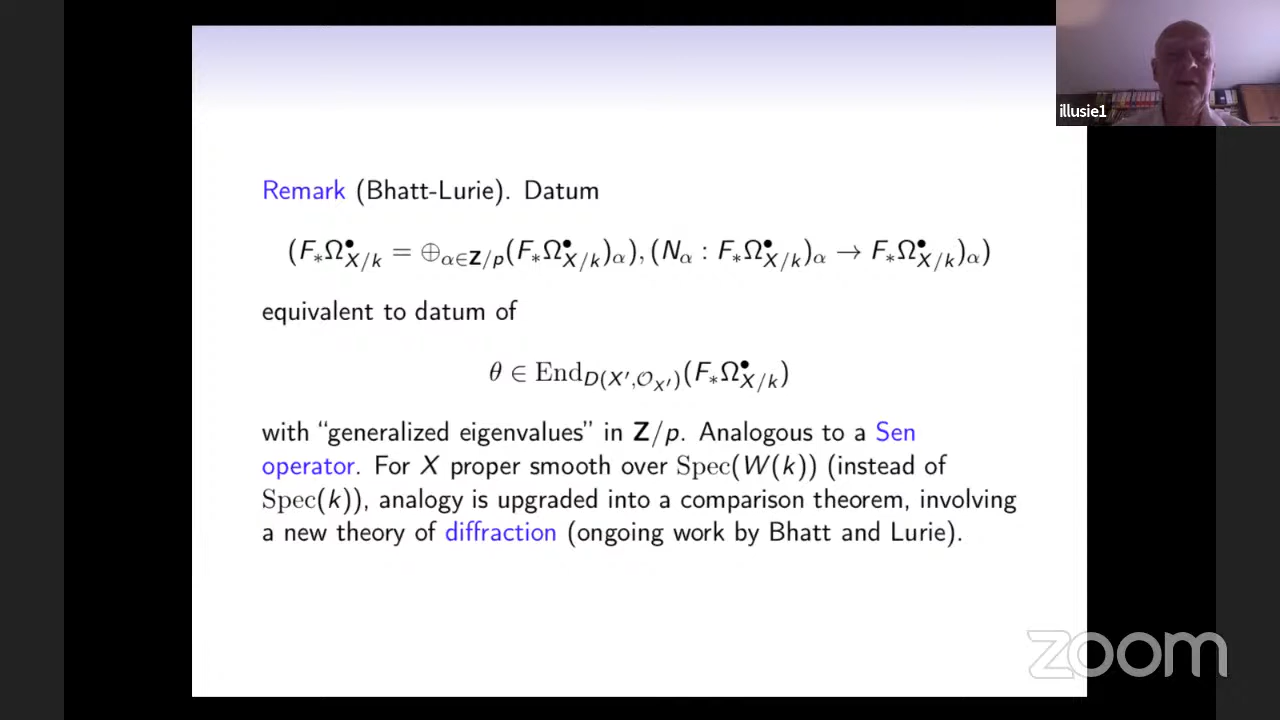 illusie1
Remark (Bhatt-Lurie). Datum
(F_*Ω^•_{X/k} = ⊕_{α∈Z/p}(F_*Ω^•_{X/k})_α), (N_α : F_*Ω^•_{X/k})_α → F_*Ω^•_{X/k})_α)
equivalent to datum of
θ ∈ End_{D(X′,O_{X′})}(F_*Ω^•_{X/k})
with “generalized eigenvalues” in Z/p. Analogous to a Sen
operator. For X proper smooth over Spec(W(k)) (instead of
Spec(k)), analogy is upgraded into a comparison theorem, involving
a new theory of diffraction (ongoing work by Bhatt and Lurie).
zoom